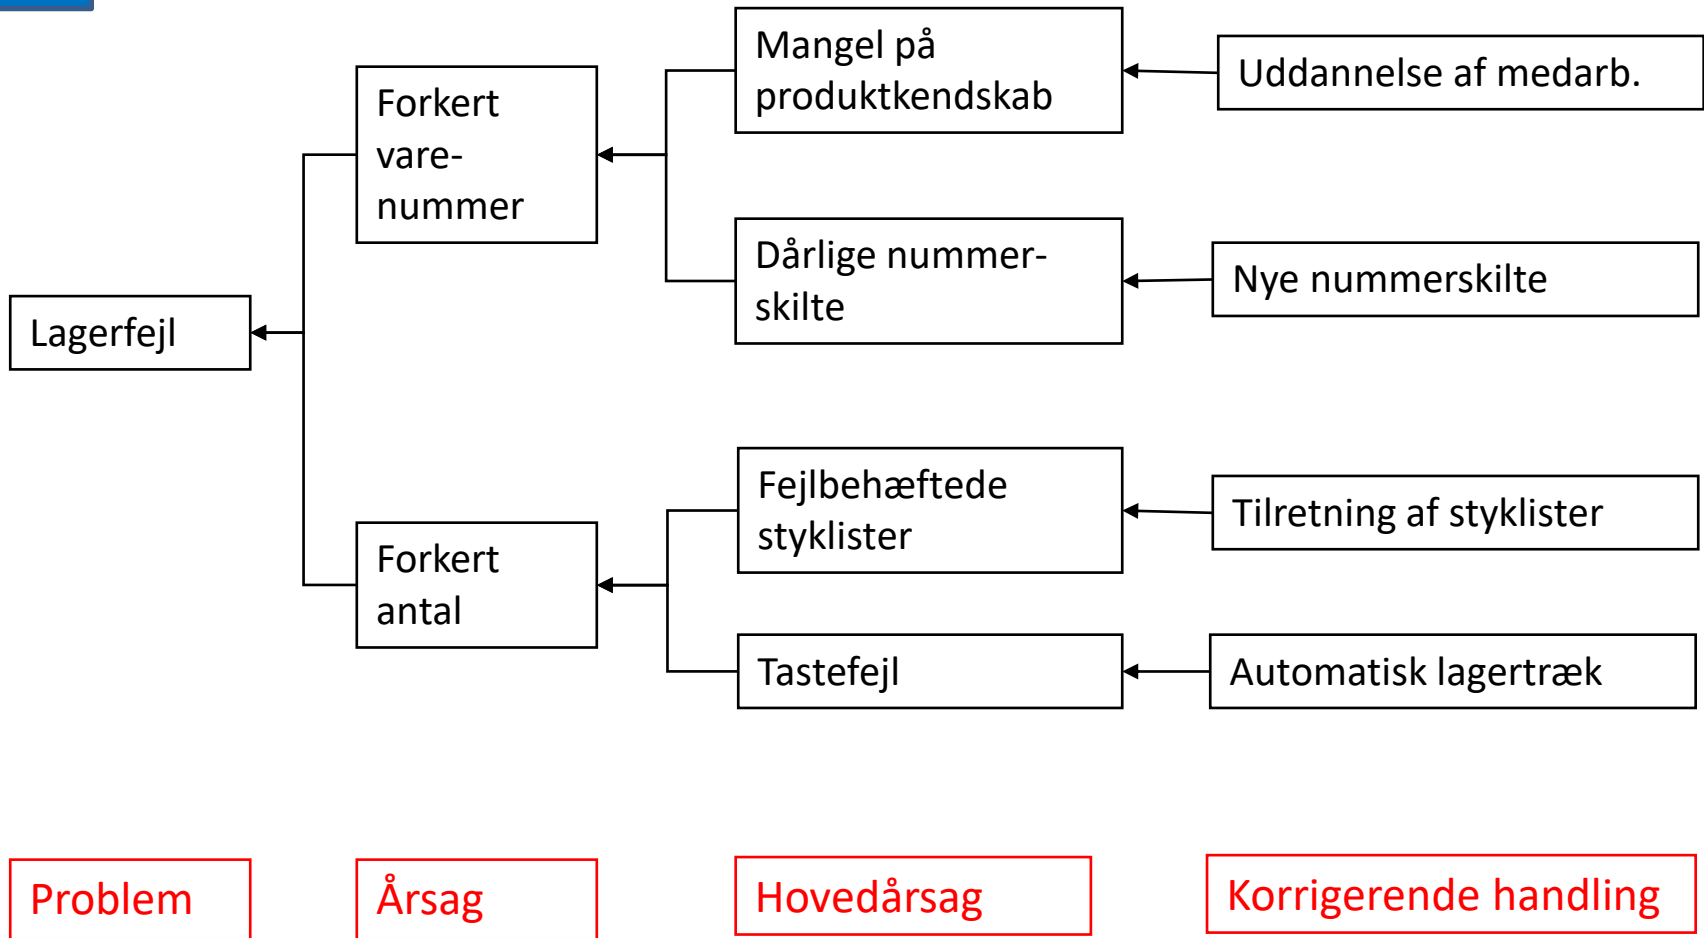 Mangel på
produktkendskab
Uddannelse af medarb.
Forkert
vare-
nummer
Dårlige nummer-
skilte
Nye nummerskilte
Lagerfejl
Fejlbehæftede
styklister
Tilretning af styklister
Forkert
antal
Tastefejl
Automatisk lagertræk
Problem
Årsag
Hovedårsag
Korrigerende handling